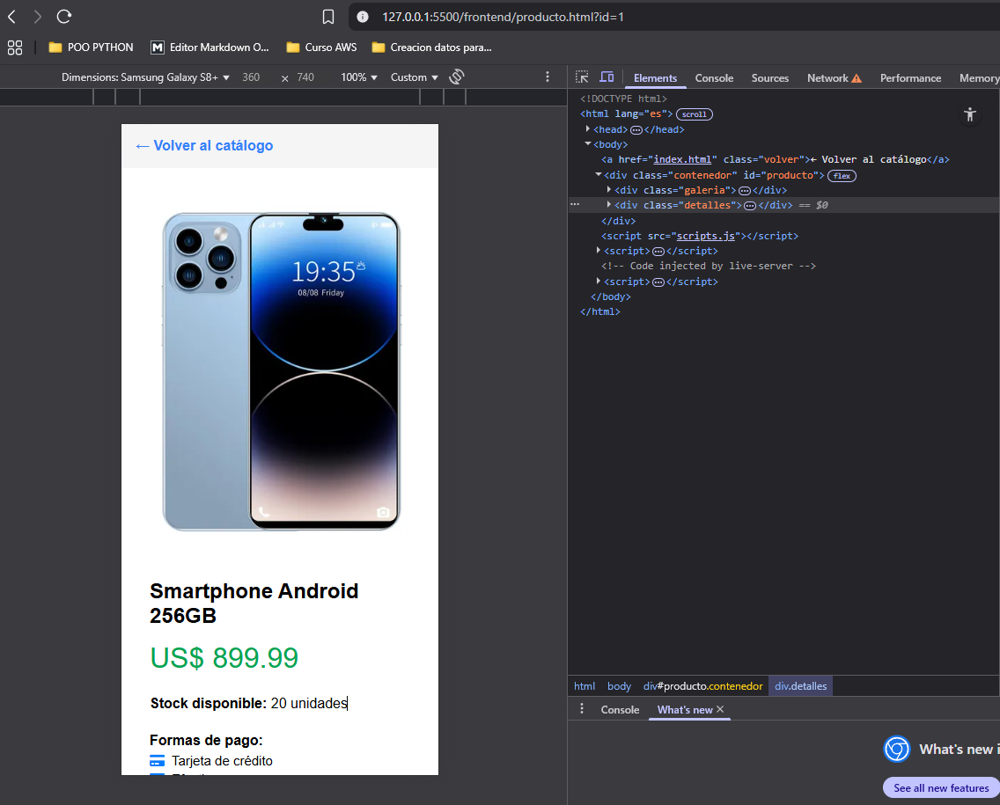 127.0.0.1:5500/frontend/producto.html?id=1
POO PYTHON
M Editor Markdown O...
Curso AWS
Creacion datos para...
Dimensions: Samsung Galaxy S8+ ▼ 360 × 740 100% ▼ Custom ▼
Elements Console Sources Network Performance Memory
← Volver al catálogo
19:35
08/08 Friday
Smartphone Android
256GB
US$ 899.99
Stock disponible: 20 unidades
Formas de pago:
Tarjeta de crédito
<!DOCTYPE html>
<html lang="es"> scroll
<head> ⋯ </head>
<body>
<a href="index.html" class="volver">← Volver al catálogo</a>
<div class="contenedor" id="producto"> flex
<div class="galeria"> ⋯ </div>
<div class="detalles"> ⋯ </div> == $0
</div>
<script src="scripts.js"></script>
<script> ⋯ </script>
<!-- Code injected by live-server -->
<script> ⋯ </script>
</body>
</html>
html body div#producto.contenedor div.detalles
Console What's new ×
What's new i
See all new features